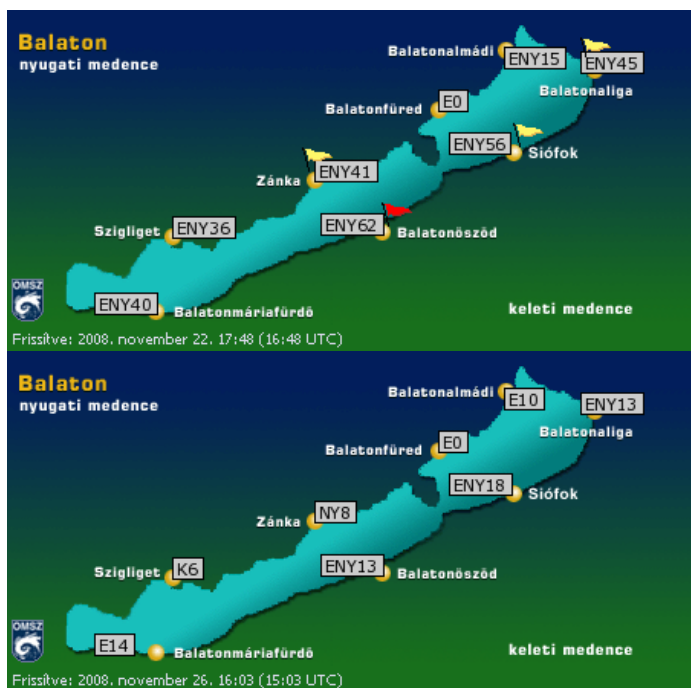 Balaton
nyugati medence
Balatonalmádi
ENY15
ENY45
Balatonaliga
Balatonfüred
E0
ENY56
Siófok
Zánka
ENY41
Szigliget
ENY36
ENY62
Balatonöszöd
OMSZ
ENY40
Balatonmáriafürdő
keleti medence
Frissítve: 2008. november 22. 17:48 (16:48 UTC)
Balaton
nyugati medence
Balatonalmádi
E10
ENY13
Balatonaliga
Balatonfüred
E0
ENY18
Siófok
Zánka
NY8
Szigliget
K6
ENY13
Balatonöszöd
OMSZ
E14
Balatonmáriafürdő
keleti medence
Frissítve: 2008. november 26. 16:03 (15:03 UTC)